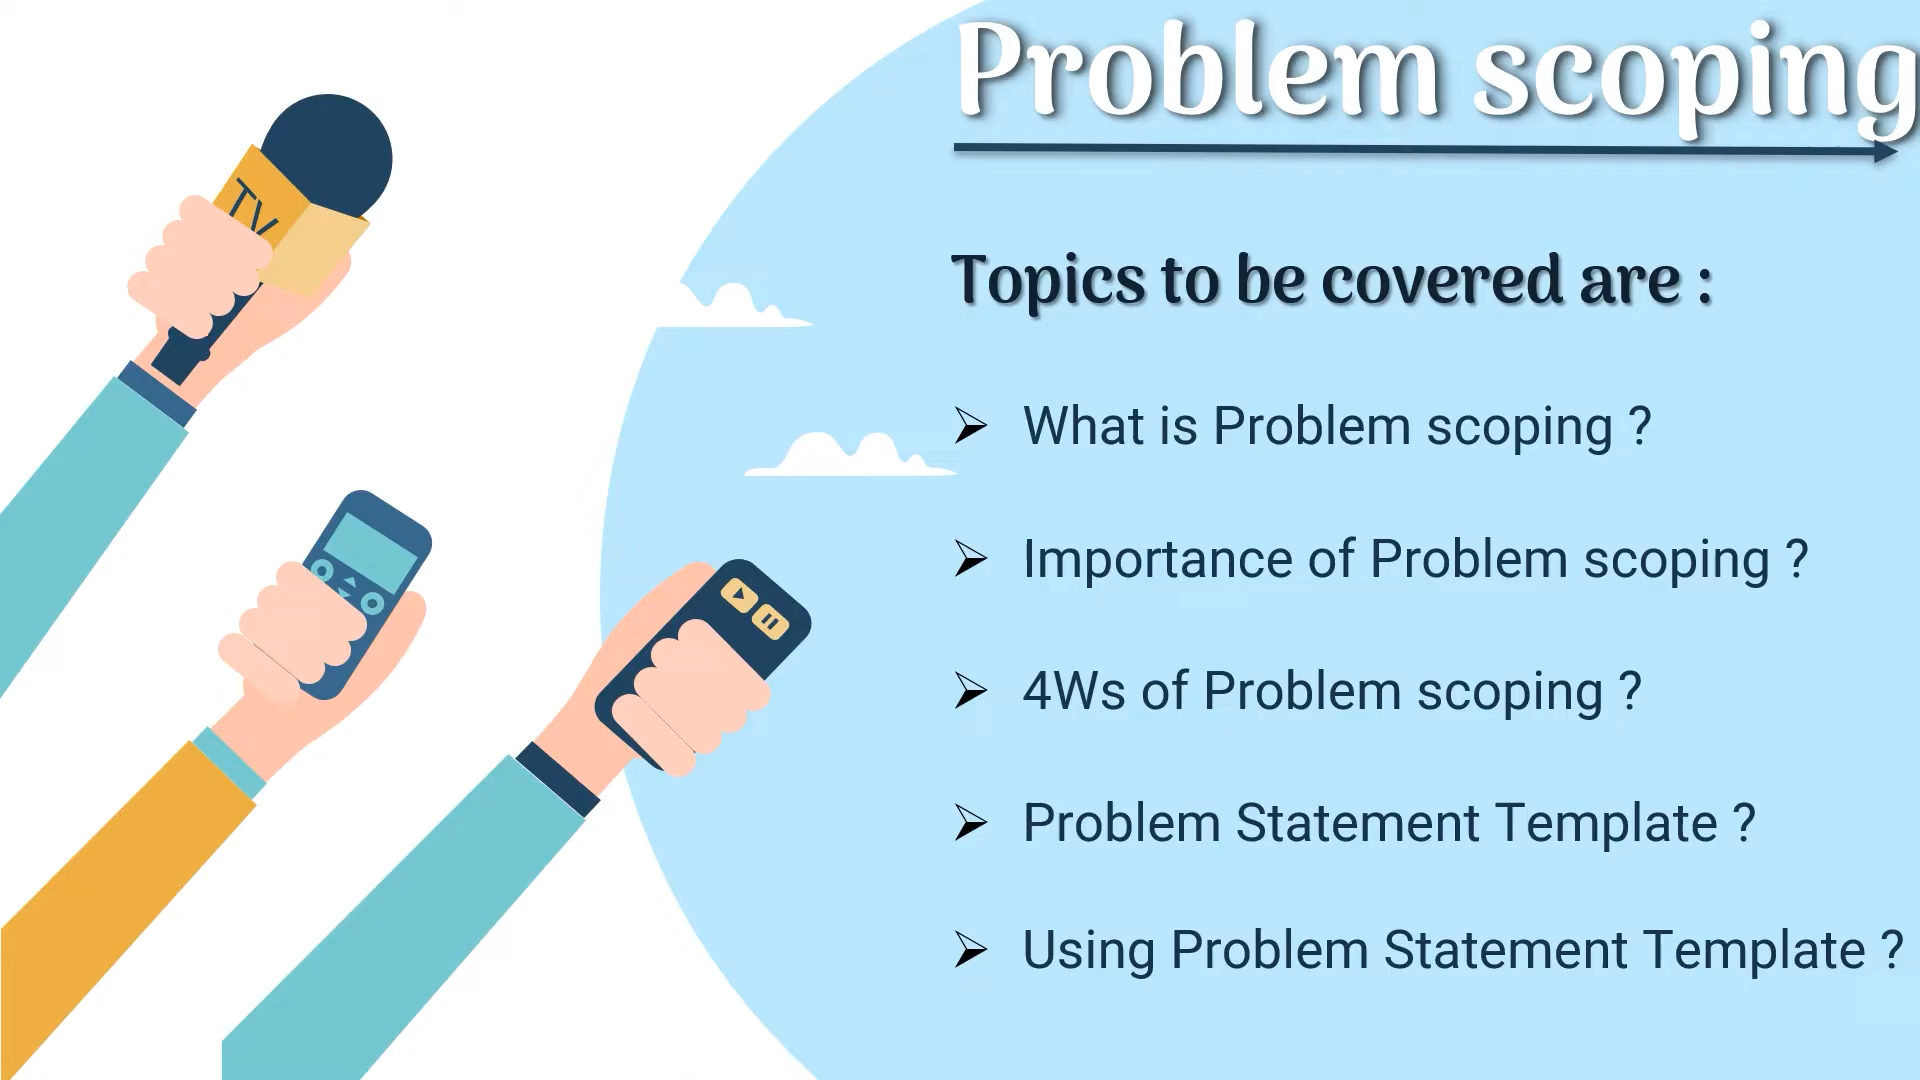 Problem scoping
TV
Topics to be covered are :
What is Problem scoping ?
Importance of Problem scoping ?
4Ws of Problem scoping ?
Problem Statement Template ?
Using Problem Statement Template ?